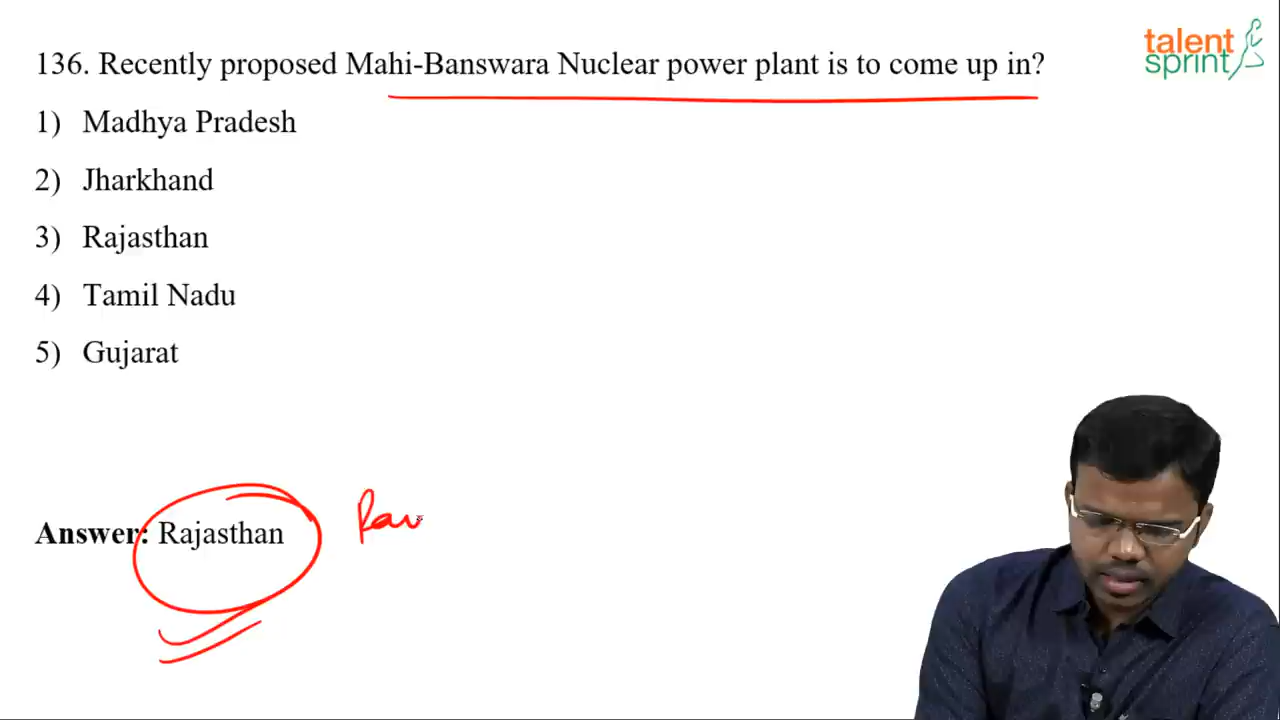 talent
sprint
136. Recently proposed Mahi-Banswara Nuclear power plant is to come up in?
1) Madhya Pradesh
2) Jharkhand
3) Rajasthan
4) Tamil Nadu
5) Gujarat
Answer: Rajasthan